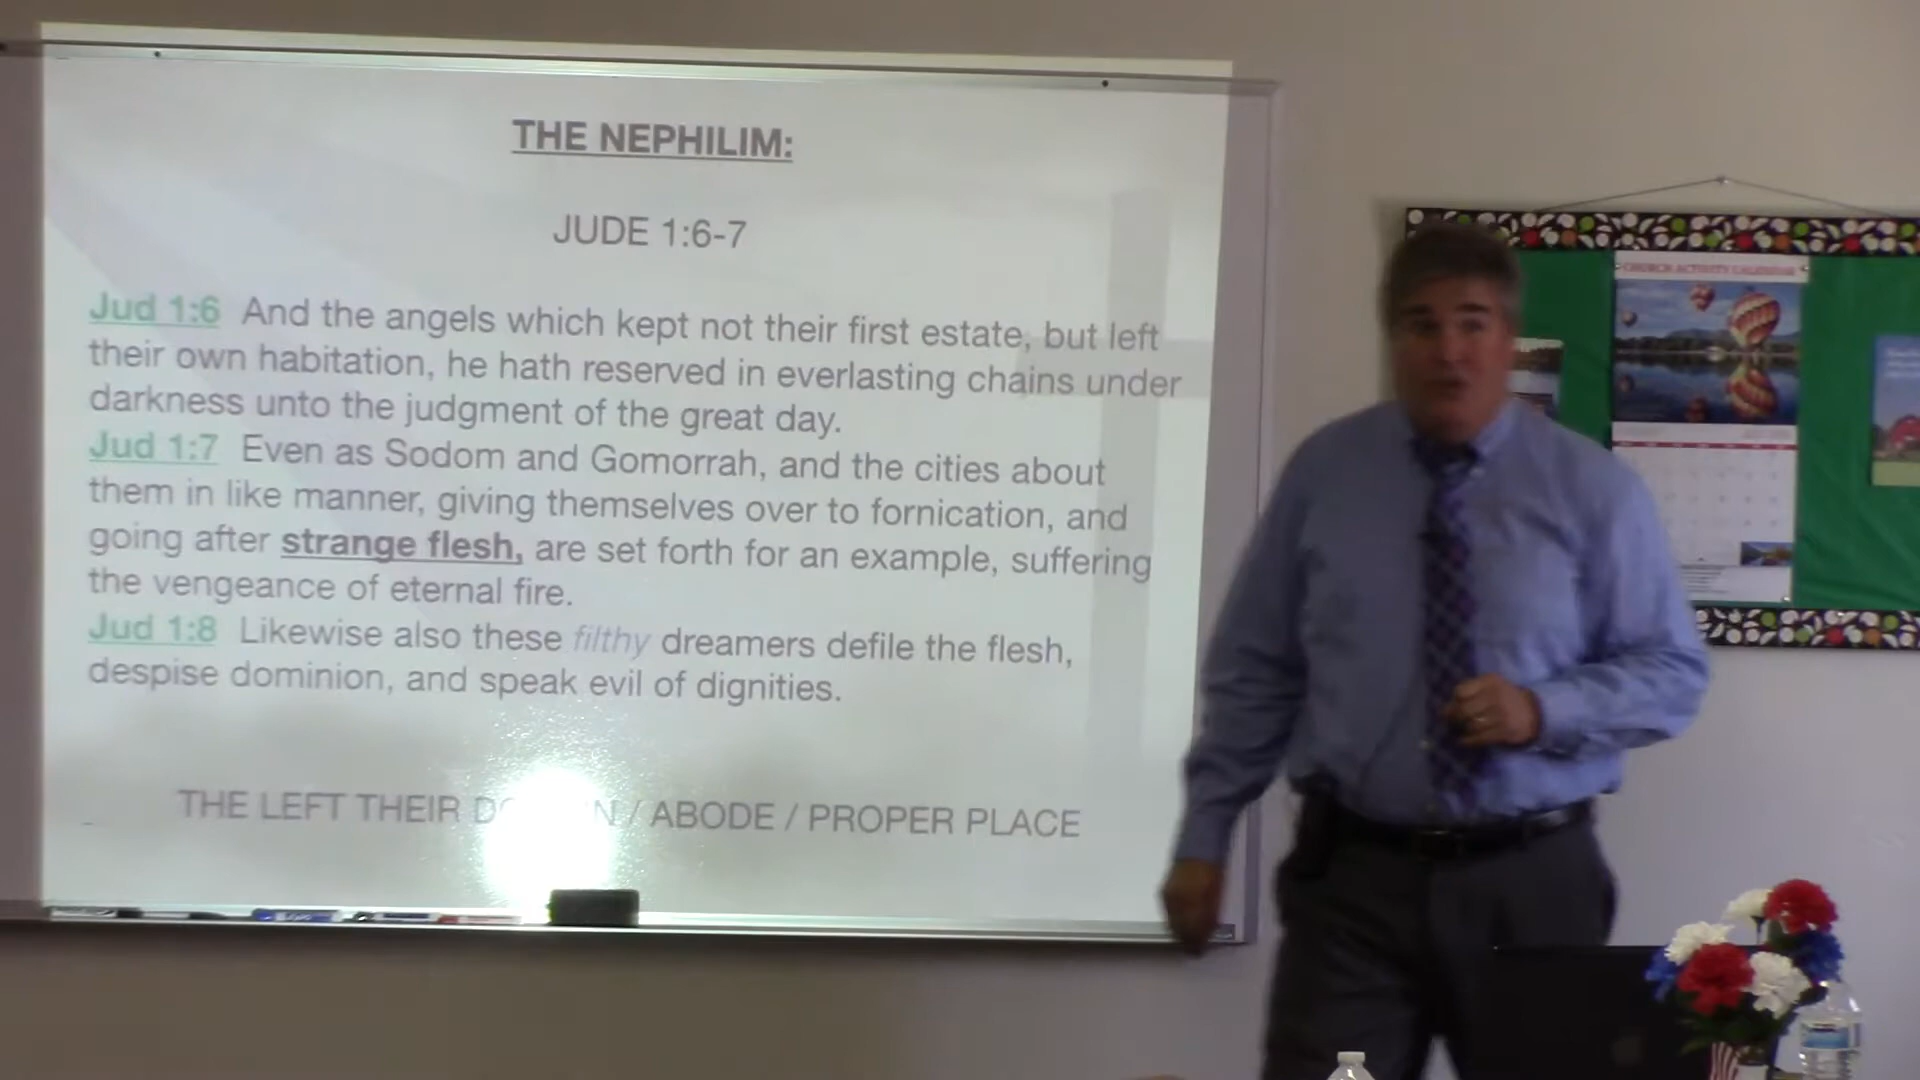 THE NEPHILIM:
JUDE 1:6-7
Jud 1:6 And the angels which kept not their first estate, but left
their own habitation, he hath reserved in everlasting chains under
darkness unto the judgment of the great day.
Jud 1:7 Even as Sodom and Gomorrah, and the cities about
them in like manner, giving themselves over to fornication, and
going after strange flesh, are set forth for an example, suffering
the vengeance of eternal fire.
Jud 1:8 Likewise also these filthy dreamers defile the flesh,
despise dominion, and speak evil of dignities.
THE LEFT THEIR / ABODE / PROPER PLACE
CHURCH ACTIVITY CALENDAR